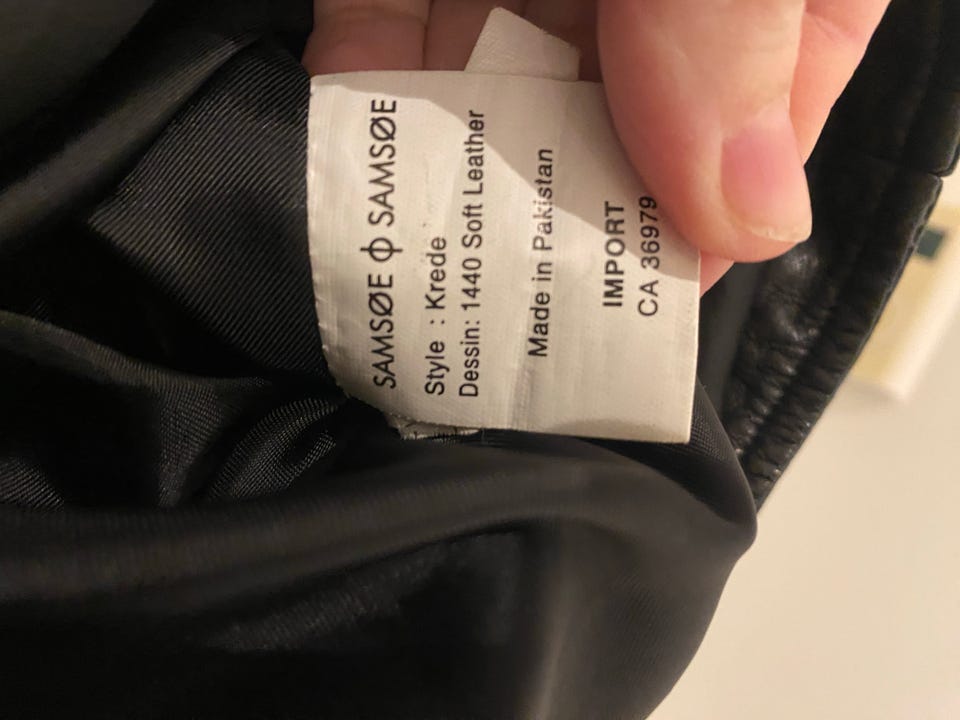 SAMSØE Φ SAMSØE
Style : Krede
Dessin: 1440 Soft Leather
Made in Pakistan
IMPORT
CA 36979